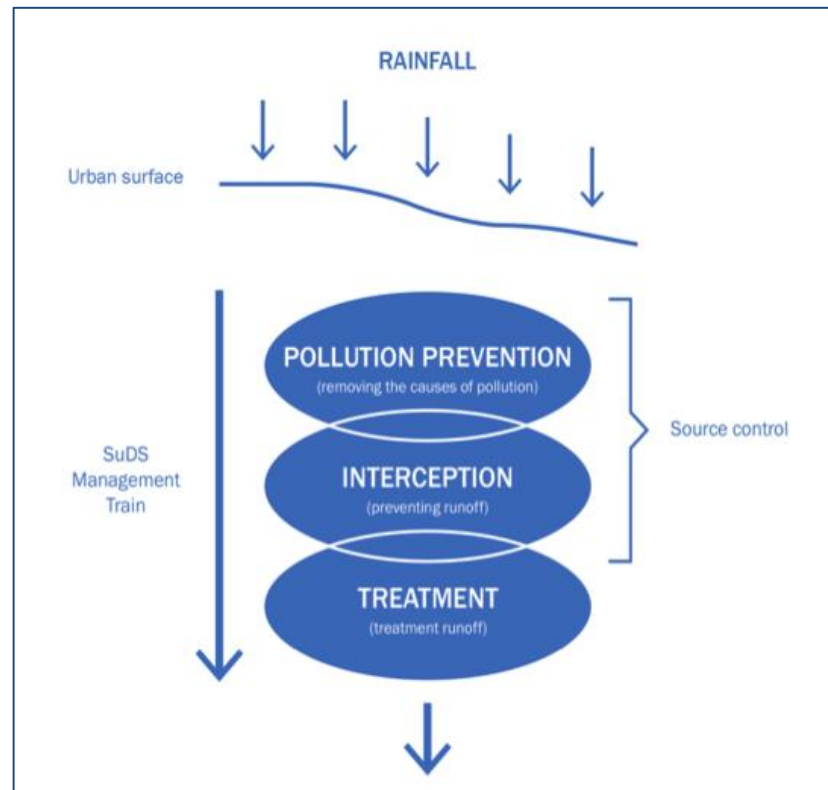 RAINFALL
Urban surface
POLLUTION PREVENTION
(removing the causes of pollution)
Source control
INTERCEPTION
(preventing runoff)
SuDS
Management
Train
TREATMENT
(treatment runoff)